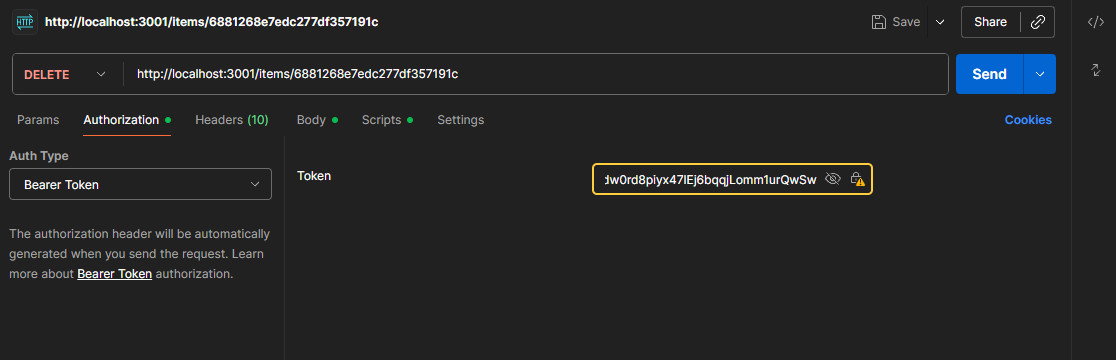 HTTP http://localhost:3001/items/6881268e7edc277df357191c Save Share
DELETE http://localhost:3001/items/6881268e7edc277df357191c Send
Params Authorization Headers (10) Body Scripts Settings Cookies
Auth Type
Bearer Token
Token
dw0rd8piyx47lEj6bqqjLomm1urQwSw
The authorization header will be automatically
generated when you send the request. Learn
more about Bearer Token authorization.